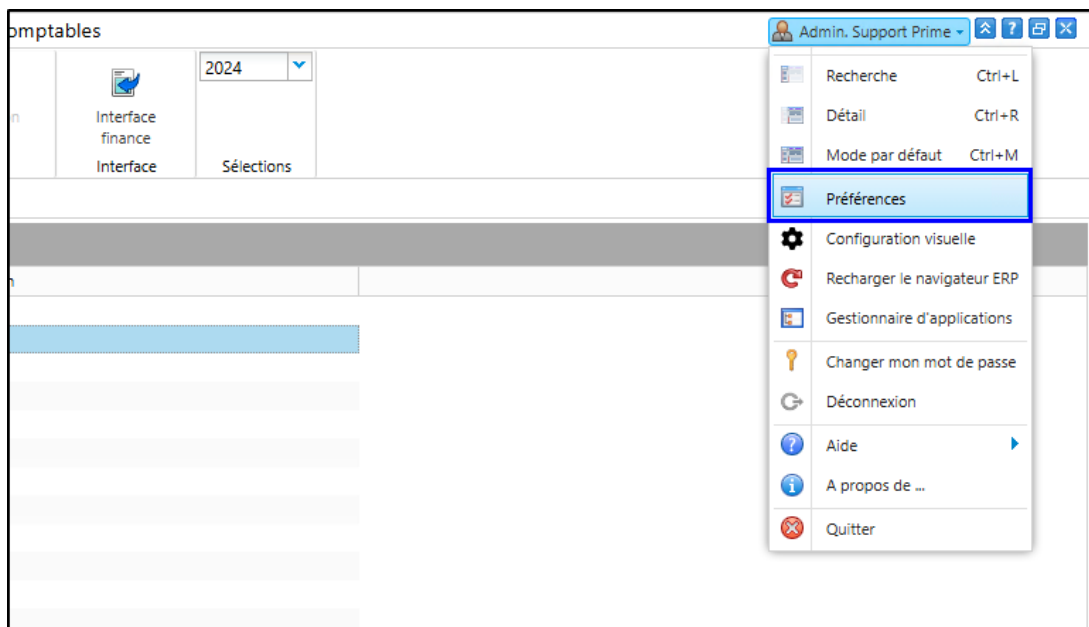 omptables
Admin. Support Prime
2024
Interface
finance
Interface
Sélections
Recherche Ctrl+L
Détail Ctrl+R
Mode par défaut Ctrl+M
Préférences
Configuration visuelle
Recharger le navigateur ERP
Gestionnaire d'applications
Changer mon mot de passe
Déconnexion
Aide
A propos de ...
Quitter